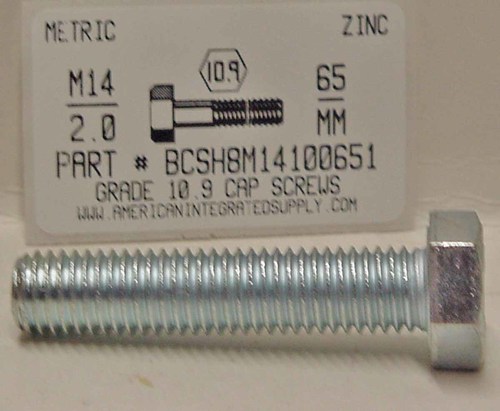 METRIC ZINC
10.9
M14 65
2.0 MM
PART # BCSH8M14100651
GRADE 10.9 CAP SCREWS
WWW.AMERICANINTEGRATEDSUPPLY.COM